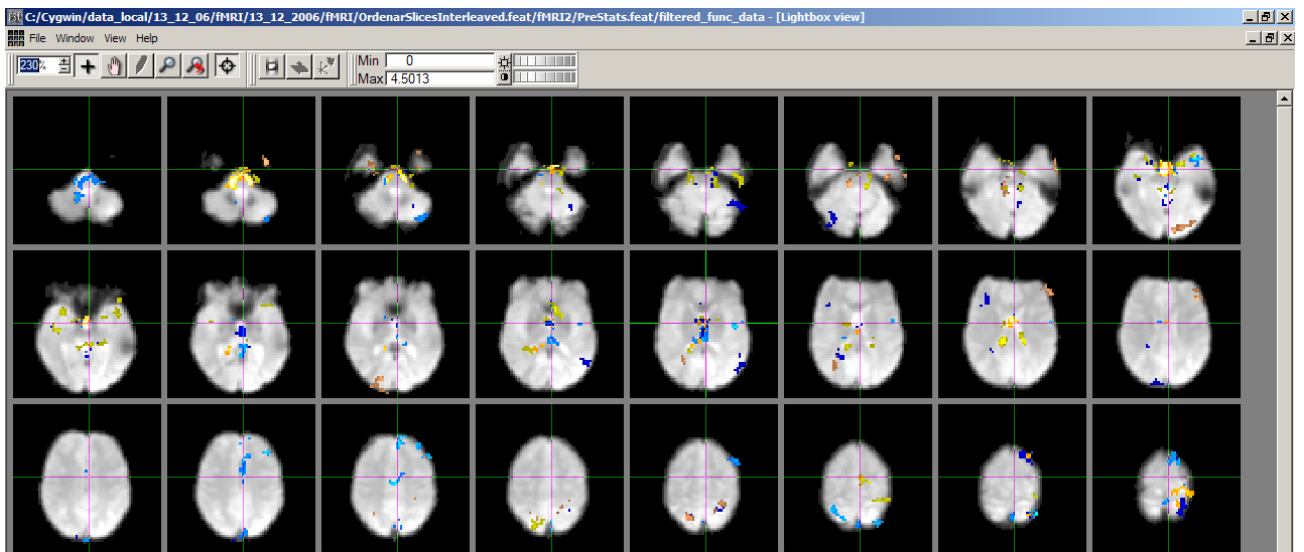 C:/Cygwin/data_local/13_12_06/fMRI/13_12_2006/fMRI/OrdenarSlicesInterleaved.feat/fMRI2/PreStats.feat/filtered_func_data - [Lightbox view]
File Window View Help
230% Min 0
Max 4.5013